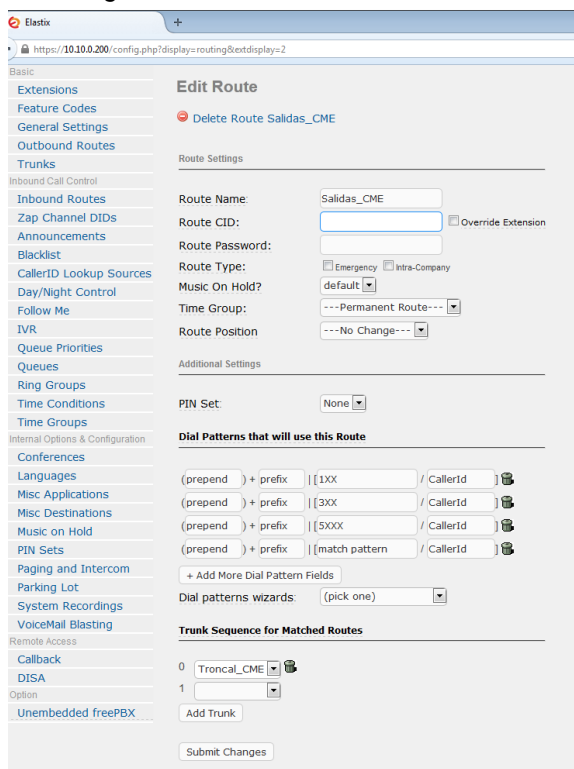 Elastix
+
https://10.10.0.200/config.php?display=routing&extdisplay=2
Basic
Extensions
Feature Codes
General Settings
Outbound Routes
Trunks
Inbound Call Control
Inbound Routes
Zap Channel DIDs
Announcements
Blacklist
CallerID Lookup Sources
Day/Night Control
Follow Me
IVR
Queue Priorities
Queues
Ring Groups
Time Conditions
Time Groups
Internal Options & Configuration
Conferences
Languages
Misc Applications
Misc Destinations
Music on Hold
PIN Sets
Paging and Intercom
Parking Lot
System Recordings
VoiceMail Blasting
Remote Access
Callback
DISA
Option
Unembedded freePBX
Edit Route
Delete Route Salidas_CME
Route Settings
Route Name: Salidas_CME
Route CID: Override Extension
Route Password:
Route Type: Emergency Intra-Company
Music On Hold? default
Time Group: ---Permanent Route---
Route Position ---No Change---
Additional Settings
PIN Set: None
Dial Patterns that will use this Route
(prepend ) + prefix | [1XX / CallerId ]
(prepend ) + prefix | [3XX / CallerId ]
(prepend ) + prefix | [5XXX / CallerId ]
(prepend ) + prefix | [match pattern / CallerId ]
+ Add More Dial Pattern Fields
Dial patterns wizards: (pick one)
Trunk Sequence for Matched Routes
0 Troncal_CME
1
Add Trunk
Submit Changes